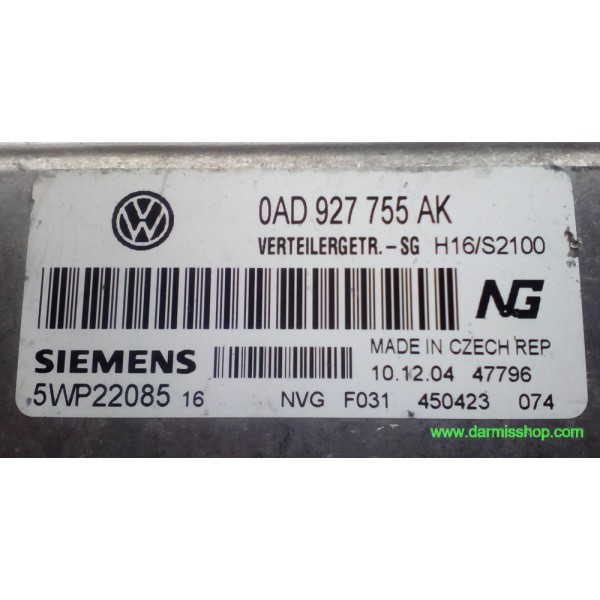 0AD 927 755 AK
VERTEILERGETR.-SG H16/S2100
NG
SIEMENS
MADE IN CZECH REP
10.12.04 47796
5WP22085 16
NVG F031 450423 074
www.darmisshop.com